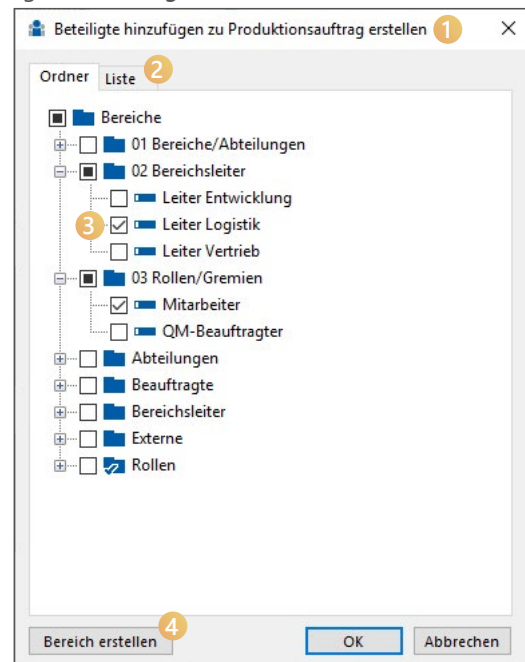 Beteiligte hinzufügen zu Produktionsauftrag erstellen 1
Ordner Liste 2
Bereiche
01 Bereiche/Abteilungen
02 Bereichsleiter
Leiter Entwicklung
3 Leiter Logistik
Leiter Vertrieb
03 Rollen/Gremien
Mitarbeiter
QM-Beauftragter
Abteilungen
Beauftragte
Bereichsleiter
Externe
Rollen
Bereich erstellen 4 OK Abbrechen